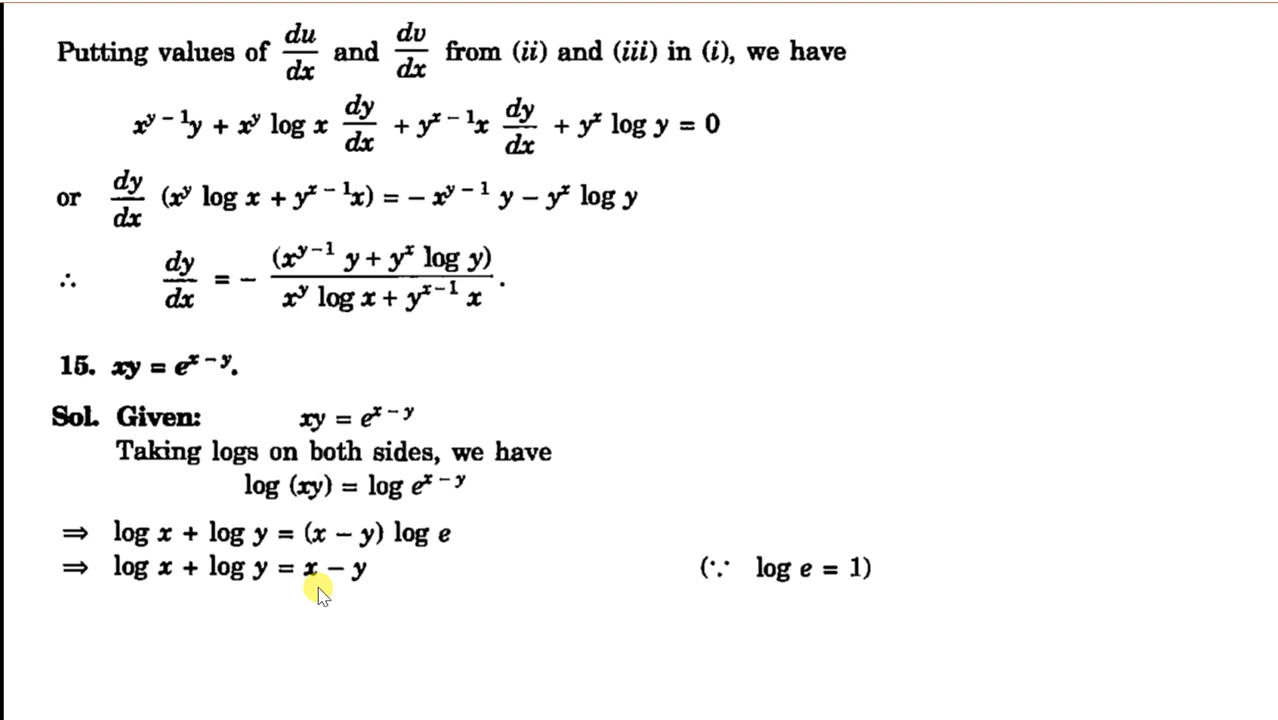 Putting values of du/dx and dv/dx from (ii) and (iii) in (i), we have
x^(y – 1)y + x^y log x dy/dx + y^(x – 1)x dy/dx + y^x log y = 0
or dy/dx (x^y log x + y^(x – 1)x) = – x^(y – 1) y – y^x log y
∴ dy/dx = – (x^(y–1) y + y^x log y) / (x^y log x + y^(x–1) x).
15. xy = e^(x – y).
Sol. Given: xy = e^(x – y)
Taking logs on both sides, we have
log (xy) = log e^(x – y)
⇒ log x + log y = (x – y) log e
⇒ log x + log y = x – y (∵ log e = 1)